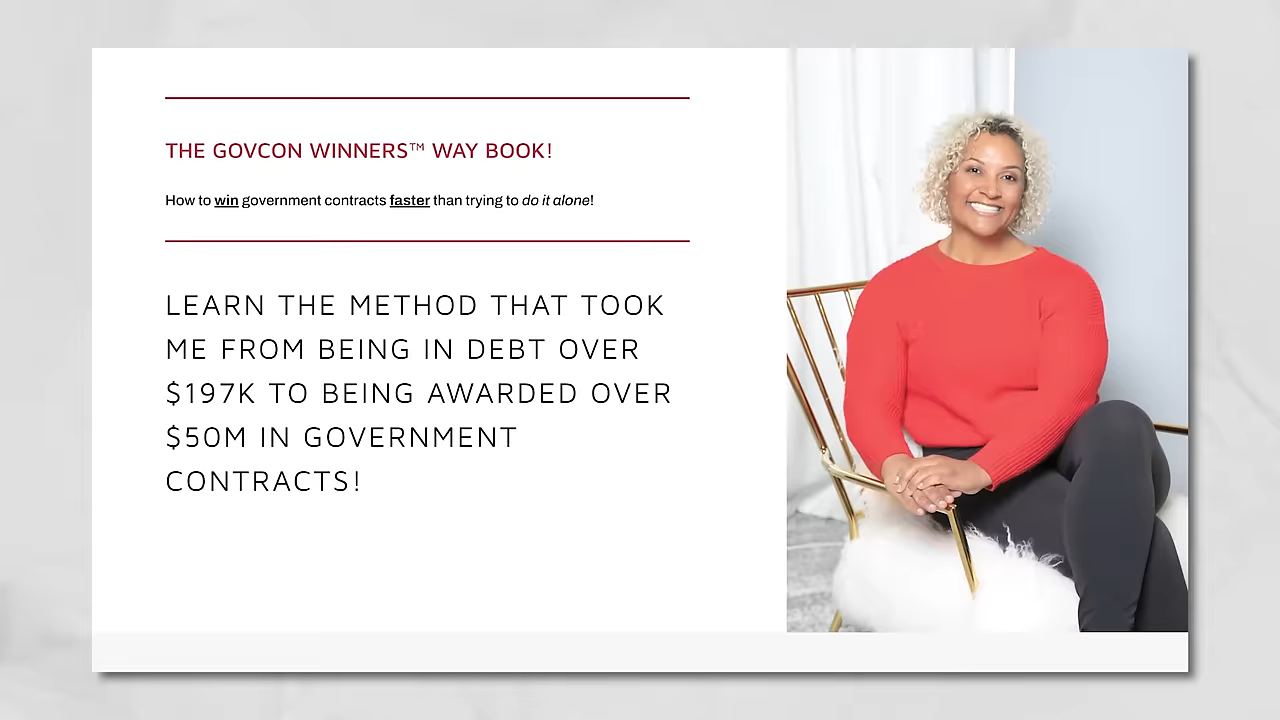 THE GOVCON WINNERS™ WAY BOOK!
How to win government contracts faster than trying to do it alone!
LEARN THE METHOD THAT TOOK
ME FROM BEING IN DEBT OVER
$197K TO BEING AWARDED OVER
$50M IN GOVERNMENT
CONTRACTS!